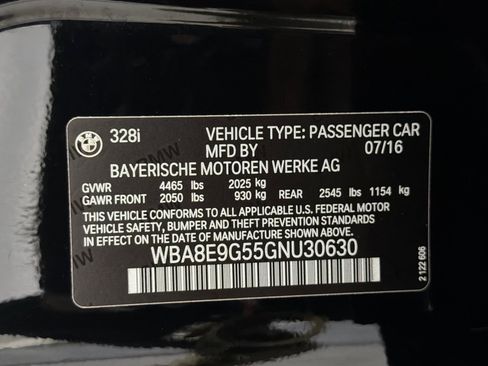 328i VEHICLE TYPE: PASSENGER CAR
MFD BY 07/16
BAYERISCHE MOTOREN WERKE AG
GVWR 4465 lbs 2025 kg
GAWR FRONT 2050 lbs 930 kg REAR 2545 lbs 1154 kg
THIS VEHICLE CONFORMS TO ALL APPLICABLE U.S. FEDERAL MOTOR
VEHICLE SAFETY, BUMPER, AND THEFT PREVENTION STANDARDS IN
EFFECT ON THE DATE OF MANUFACTURE SHOWN ABOVE.
WBA8E9G55GNU30630
2 122 606